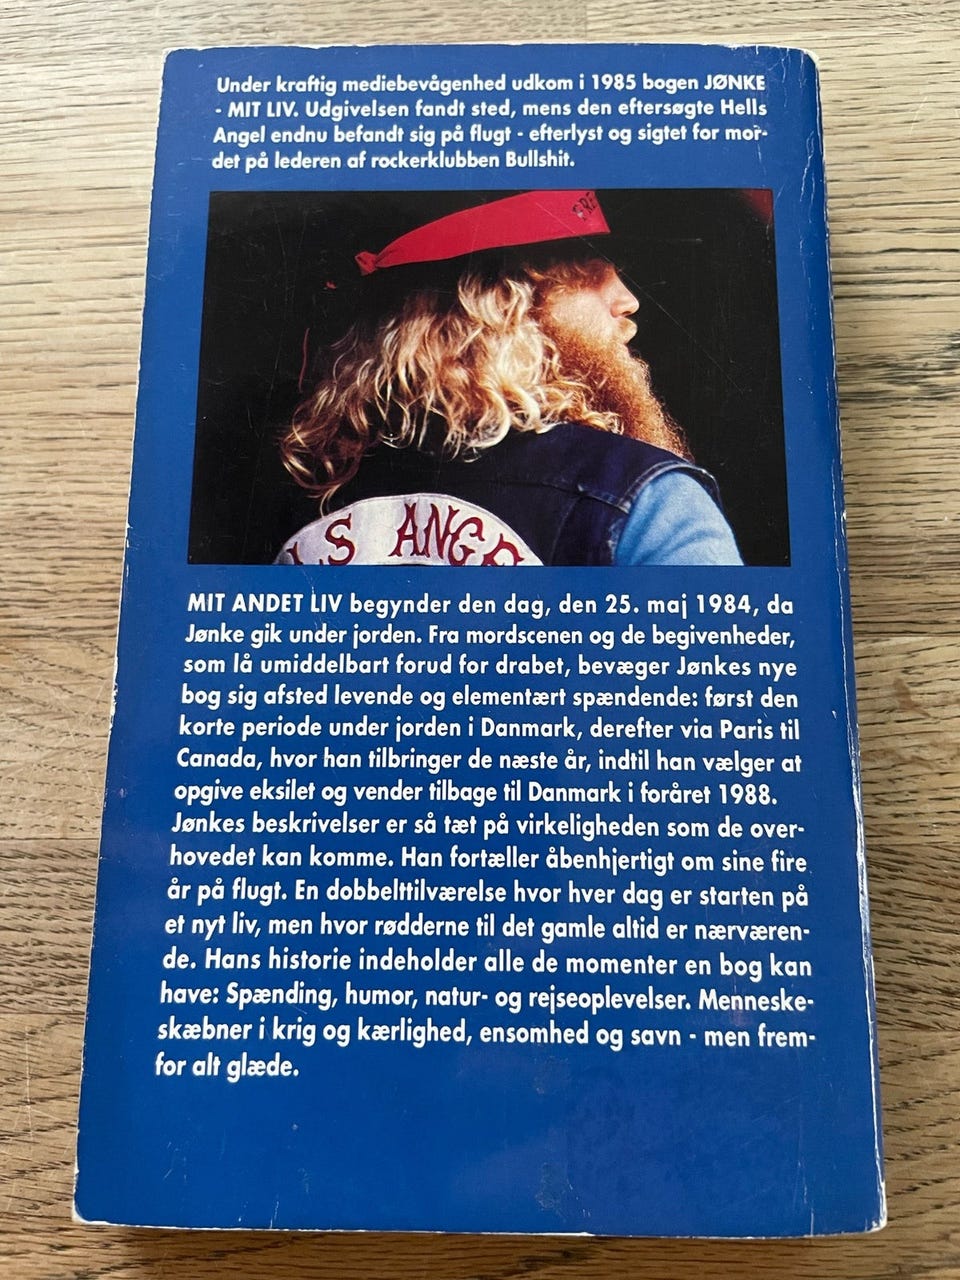 Under kraftig mediebevågenhed udkom i 1985 bogen JØNKE
- MIT LIV. Udgivelsen fandt sted, mens den eftersøgte Hells
Angel endnu befandt sig på flugt - efterlyst og sigtet for mor-
det på lederen af rockerklubben Bullshit.
FRE
LS ANGE
MIT ANDET LIV begynder den dag, den 25. maj 1984, da
Jønke gik under jorden. Fra mordscenen og de begivenheder,
som lå umiddelbart forud for drabet, bevæger Jønkes nye
bog sig afsted levende og elementært spændende: først den
korte periode under jorden i Danmark, derefter via Paris til
Canada, hvor han tilbringer de næste år, indtil han vælger at
opgive eksilet og vender tilbage til Danmark i foråret 1988.
Jønkes beskrivelser er så tæt på virkeligheden som de over-
hovedet kan komme. Han fortæller åbenhjertigt om sine fire
år på flugt. En dobbelttilværelse hvor hver dag er starten på
et nyt liv, men hvor rødderne til det gamle altid er nærværen-
de. Hans historie indeholder alle de momenter en bog kan
have: Spænding, humor, natur- og rejseoplevelser. Menneske-
skæbner i krig og kærlighed, ensomhed og savn - men frem-
for alt glæde.